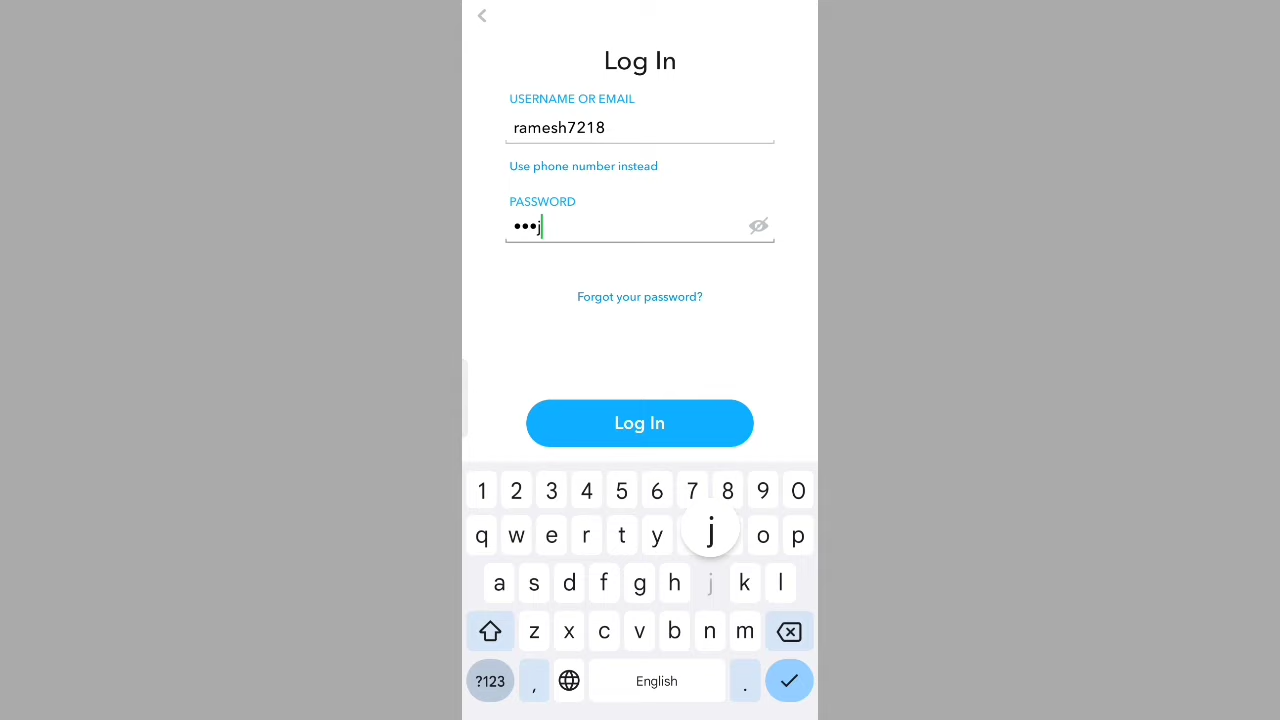 Log In
USERNAME OR EMAIL
ramesh7218
Use phone number instead
PASSWORD
•••j
Forgot your password?
Log In
1 2 3 4 5 6 7 8 9 0
q w e r t y j o p
a s d f g h j k l
z x c v b n m
?123 , English .